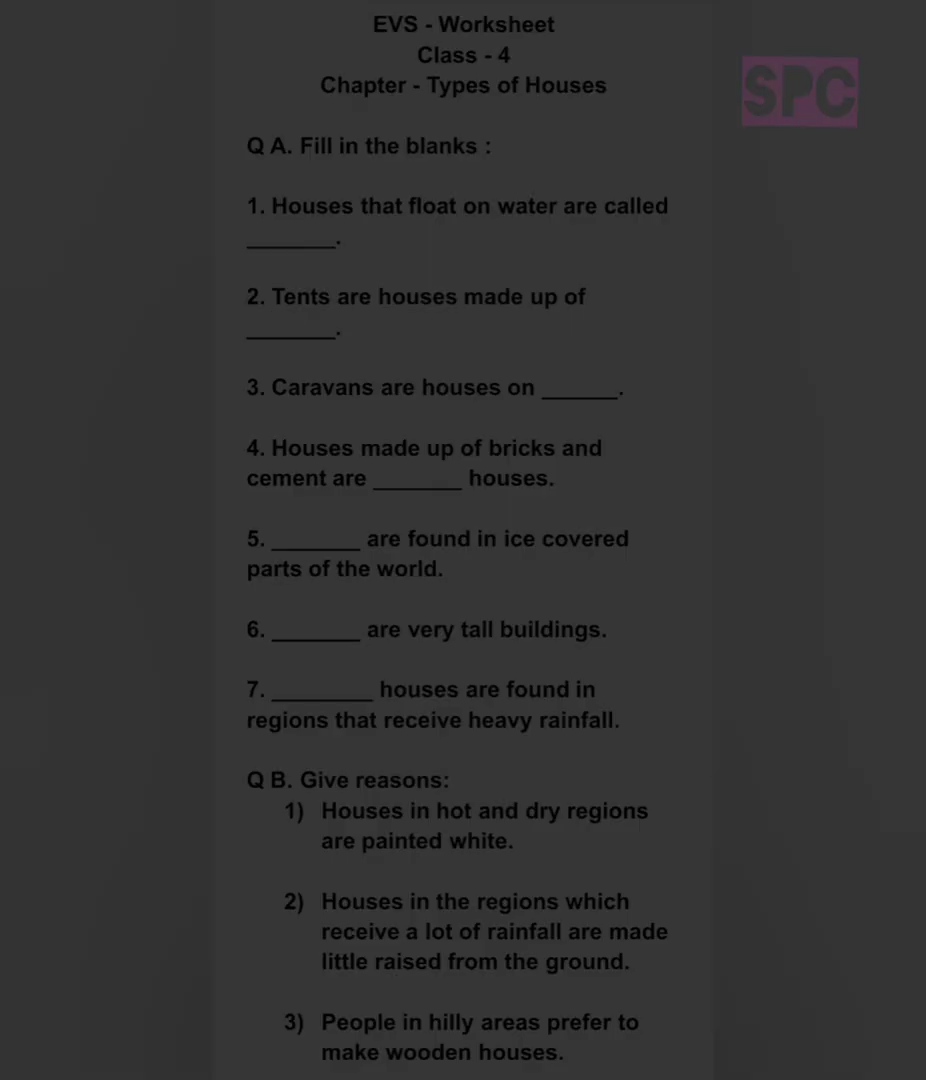 EVS - Worksheet
Class - 4
Chapter - Types of Houses
SPC
Q A. Fill in the blanks :
1. Houses that float on water are called
_______.
2. Tents are houses made up of
_______.
3. Caravans are houses on ______.
4. Houses made up of bricks and
cement are _______ houses.
5. _______ are found in ice covered
parts of the world.
6. _______ are very tall buildings.
7. ________ houses are found in
regions that receive heavy rainfall.
Q B. Give reasons:
1) Houses in hot and dry regions
are painted white.
2) Houses in the regions which
receive a lot of rainfall are made
little raised from the ground.
3) People in hilly areas prefer to
make wooden houses.